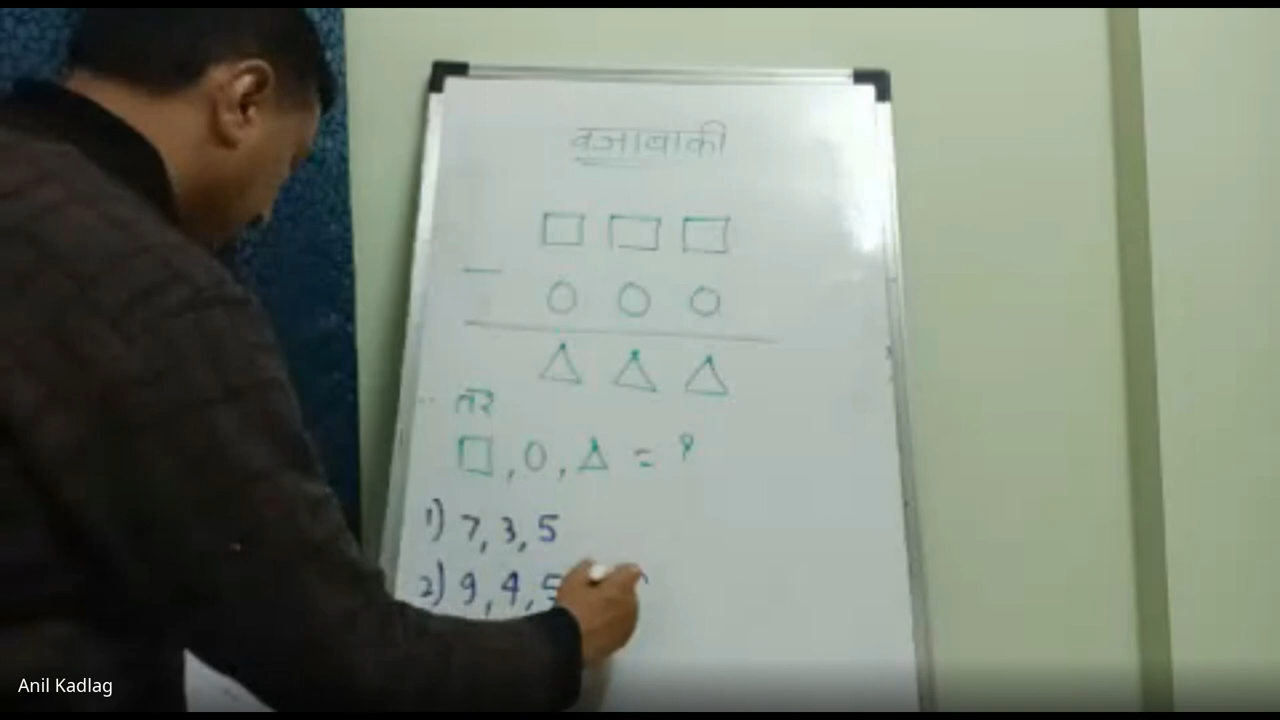 वजाबाकी
□ □ □
— ○ ○ ○
△ △ △
तर
□, ○, △ = ?
1) 7, 3, 5
2) 9, 4, 5
Anil Kadlag